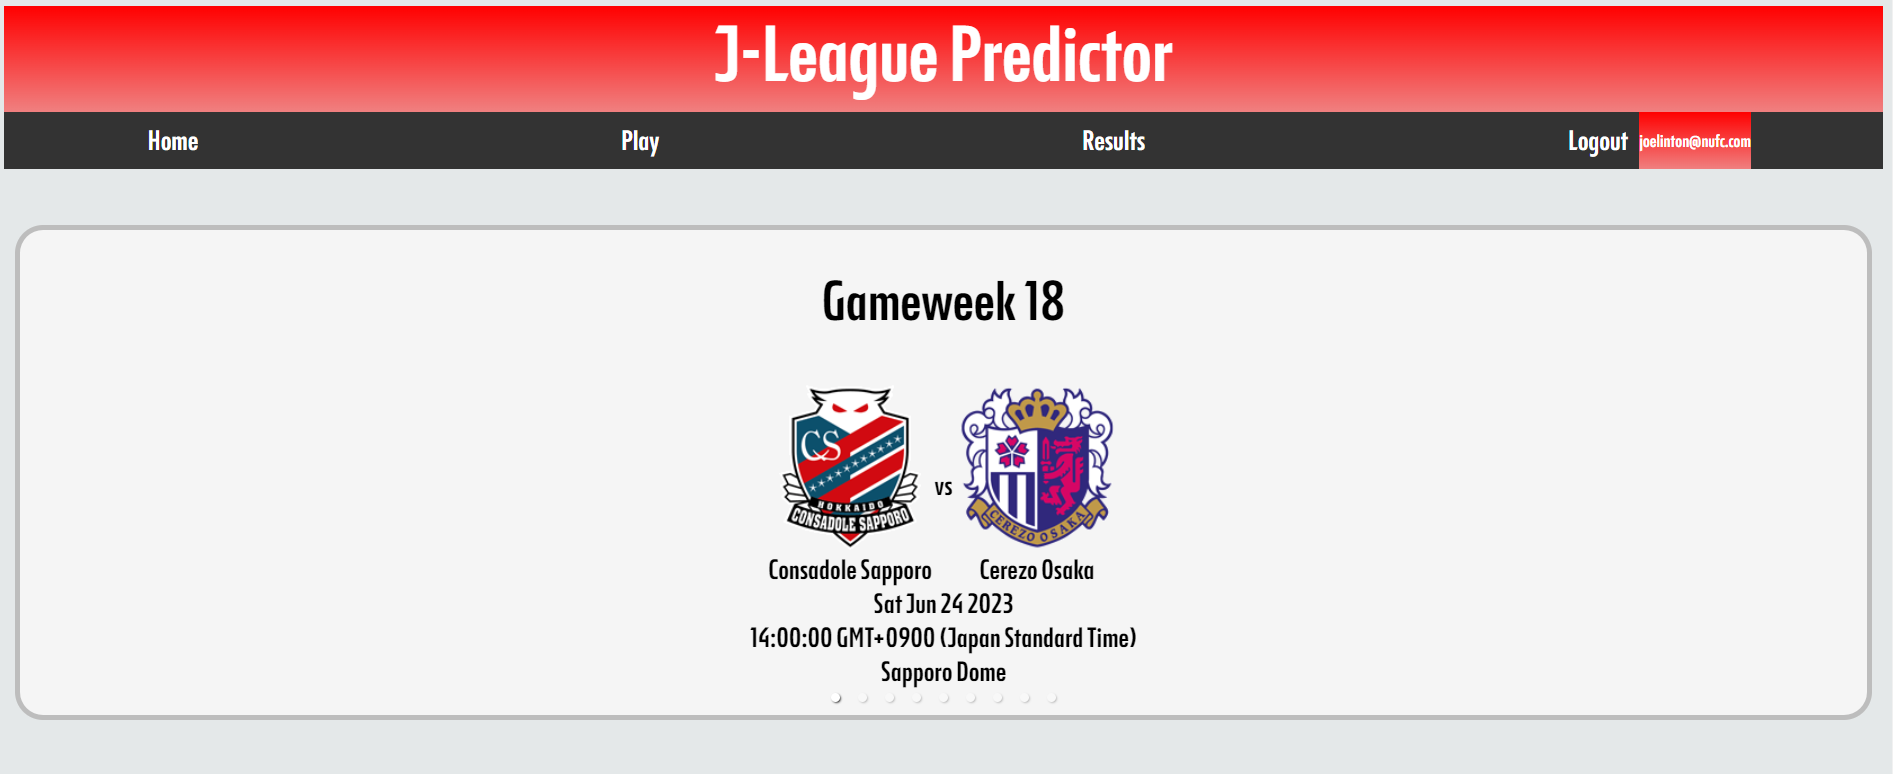 J-League Predictor
Home Play Results Logout joelinton@nufc.com
Gameweek 18
CS
HOKKAIDO
CONSADOLE SAPPORO
vs
CEREZO OSAKA
Consadole Sapporo Cerezo Osaka
Sat Jun 24 2023
14:00:00 GMT+0900 (Japan Standard Time)
Sapporo Dome